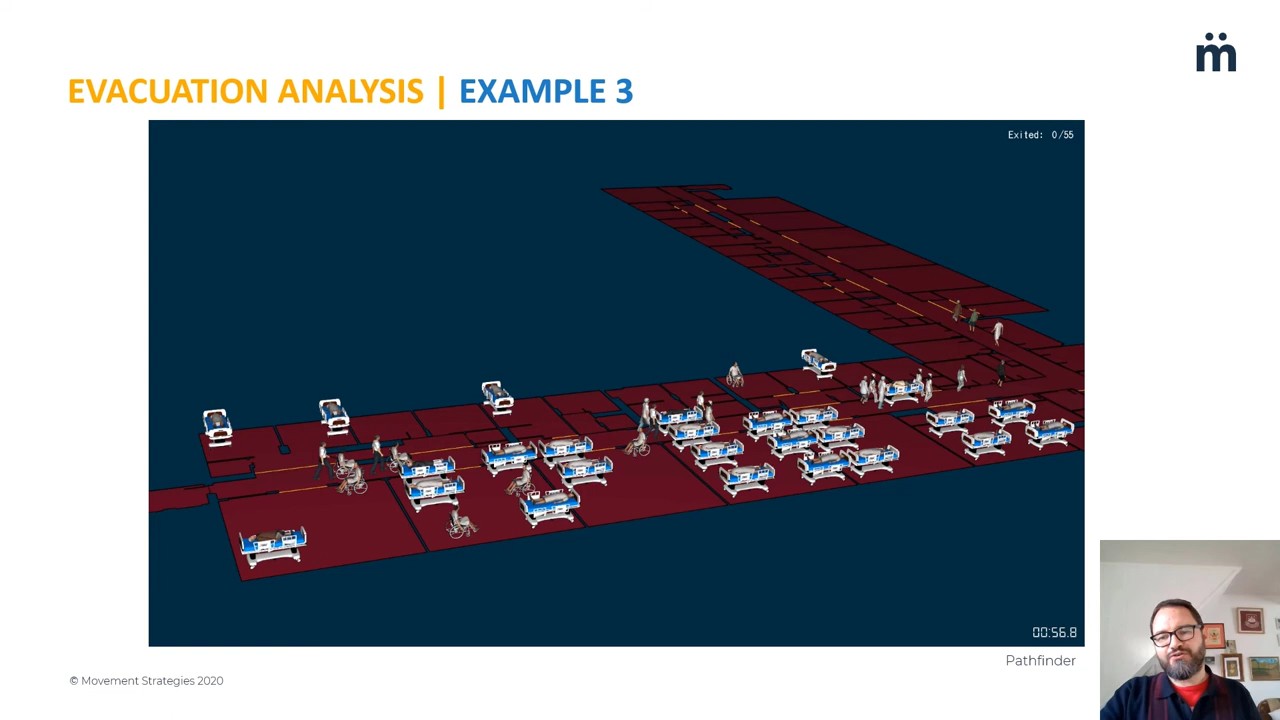 m̈
EVACUATION ANALYSIS | EXAMPLE 3
Exited: 0/55
00:56.8
Pathfinder
© Movement Strategies 2020